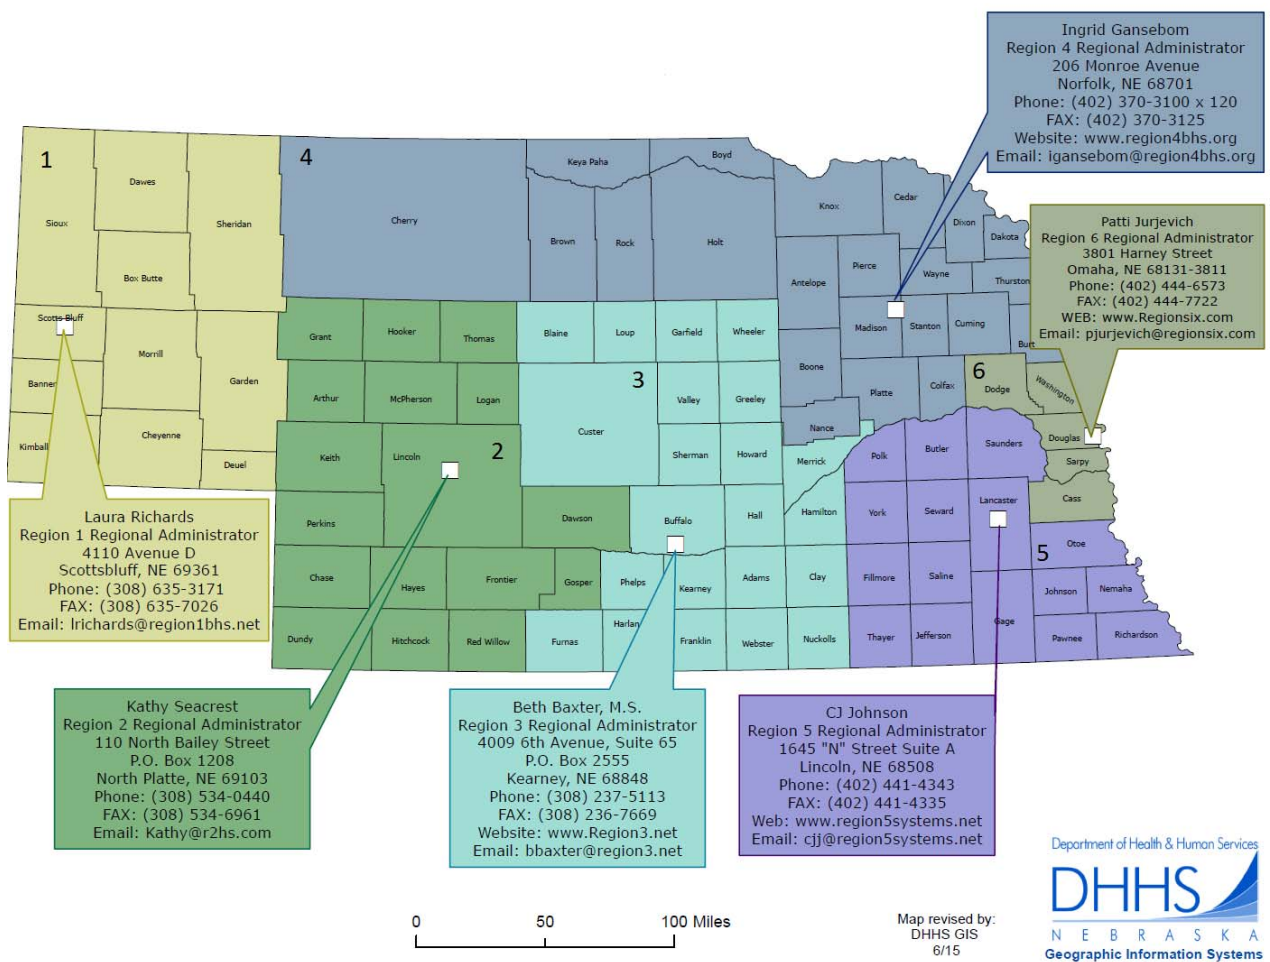 Ingrid Gansebom
Region 4 Regional Administrator
206 Monroe Avenue
Norfolk, NE 68701
Phone: (402) 370-3100 x 120
FAX: (402) 370-3125
Website: www.region4bhs.org
Email: igansebom@region4bhs.org
Patti Jurjevich
Region 6 Regional Administrator
3801 Harney Street
Omaha, NE 68131-3811
Phone: (402) 444-6573
FAX: (402) 444-7722
WEB: www.Regionsix.com
Email: pjurjevich@regionsix.com
1
Sioux
Dawes
Sheridan
Box Butte
Scotts Bluff
Morrill
Garden
Banner
Kimball
Cheyenne
Deuel
4
Cherry
Keya Paha
Boyd
Brown
Rock
Holt
Knox
Cedar
Dixon
Dakota
Antelope
Pierce
Wayne
Thurston
Madison
Stanton
Cuming
Burt
Boone
Platte
Colfax
Nance
Grant
Hooker
Thomas
Arthur
McPherson
Logan
Keith
Lincoln
2
Perkins
Dawson
Chase
Hayes
Frontier
Gosper
Dundy
Hitchcock
Red Willow
Blaine
Loup
Garfield
Wheeler
3
Custer
Valley
Greeley
Sherman
Howard
Merrick
Buffalo
Hall
Hamilton
Phelps
Kearney
Adams
Clay
Furnas
Harlan
Franklin
Webster
Nuckolls
6
Dodge
Washington
Douglas
Sarpy
Cass
Polk
Butler
Saunders
York
Seward
Lancaster
5
Otoe
Fillmore
Saline
Johnson
Nemaha
Thayer
Jefferson
Gage
Pawnee
Richardson
Laura Richards
Region 1 Regional Administrator
4110 Avenue D
Scottsbluff, NE 69361
Phone: (308) 635-3171
FAX: (308) 635-7026
Email: lrichards@region1bhs.net
Kathy Seacrest
Region 2 Regional Administrator
110 North Bailey Street
P.O. Box 1208
North Platte, NE 69103
Phone: (308) 534-0440
FAX: (308) 534-6961
Email: Kathy@r2hs.com
Beth Baxter, M.S.
Region 3 Regional Administrator
4009 6th Avenue, Suite 65
P.O. Box 2555
Kearney, NE 68848
Phone: (308) 237-5113
FAX: (308) 236-7669
Website: www.Region3.net
Email: bbaxter@region3.net
CJ Johnson
Region 5 Regional Administrator
1645 "N" Street Suite A
Lincoln, NE 68508
Phone: (402) 441-4343
FAX: (402) 441-4335
Web: www.region5systems.net
Email: cjj@region5systems.net
0 50 100 Miles
Map revised by:
DHHS GIS
6/15
Department of Health & Human Services
DHHS
NEBRASKA
Geographic Information Systems